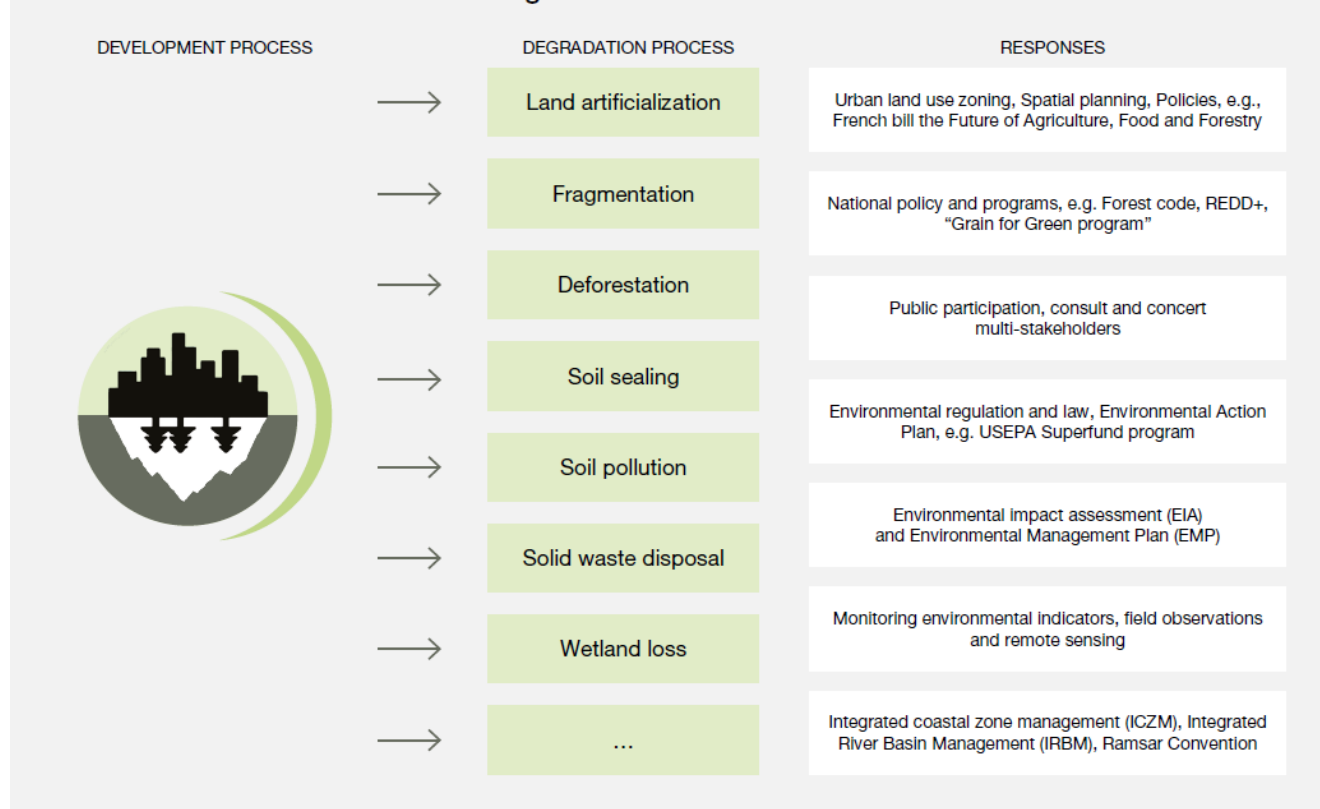 DEVELOPMENT PROCESS
DEGRADATION PROCESS
RESPONSES
Land artificialization
Fragmentation
Deforestation
Soil sealing
Soil pollution
Solid waste disposal
Wetland loss
...
Urban land use zoning, Spatial planning, Policies, e.g.,
French bill the Future of Agriculture, Food and Forestry
National policy and programs, e.g. Forest code, REDD+,
“Grain for Green program”
Public participation, consult and concert
multi-stakeholders
Environmental regulation and law, Environmental Action
Plan, e.g. USEPA Superfund program
Environmental impact assessment (EIA)
and Environmental Management Plan (EMP)
Monitoring environmental indicators, field observations
and remote sensing
Integrated coastal zone management (ICZM), Integrated
River Basin Management (IRBM), Ramsar Convention